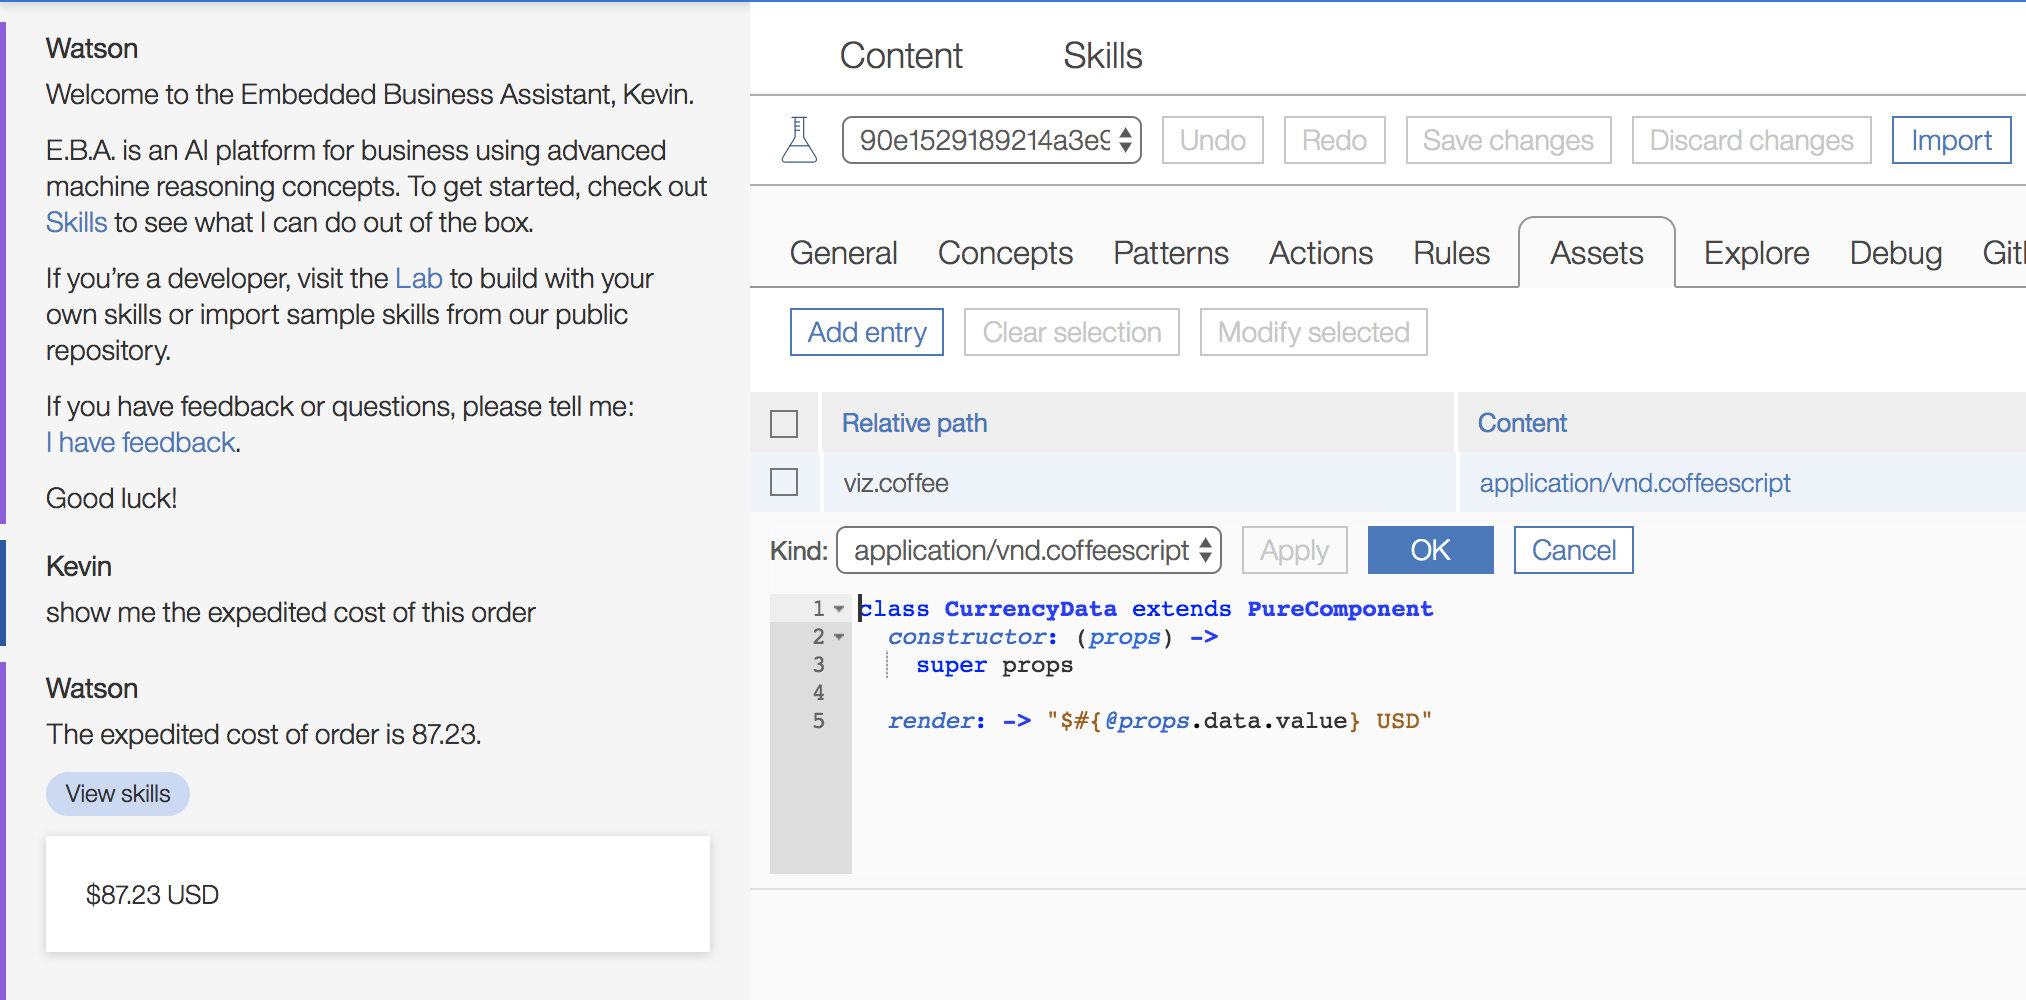 Watson
Welcome to the Embedded Business Assistant, Kevin.
E.B.A. is an AI platform for business using advanced
machine reasoning concepts. To get started, check out
Skills to see what I can do out of the box.
If you’re a developer, visit the Lab to build with your
own skills or import sample skills from our public
repository.
If you have feedback or questions, please tell me:
I have feedback.
Good luck!
Kevin
show me the expedited cost of this order
Watson
The expedited cost of order is 87.23.
View skills
$87.23 USD
Content Skills
90e1529189214a3e9 Undo Redo Save changes Discard changes Import
General Concepts Patterns Actions Rules Assets Explore Debug
Add entry Clear selection Modify selected
Relative path Content
viz.coffee application/vnd.coffeescript
Kind: application/vnd.coffeescript Apply OK Cancel
1 class CurrencyData extends PureComponent
2 constructor: (props) ->
3 super props
4
5 render: -> "$#{@props.data.value} USD"